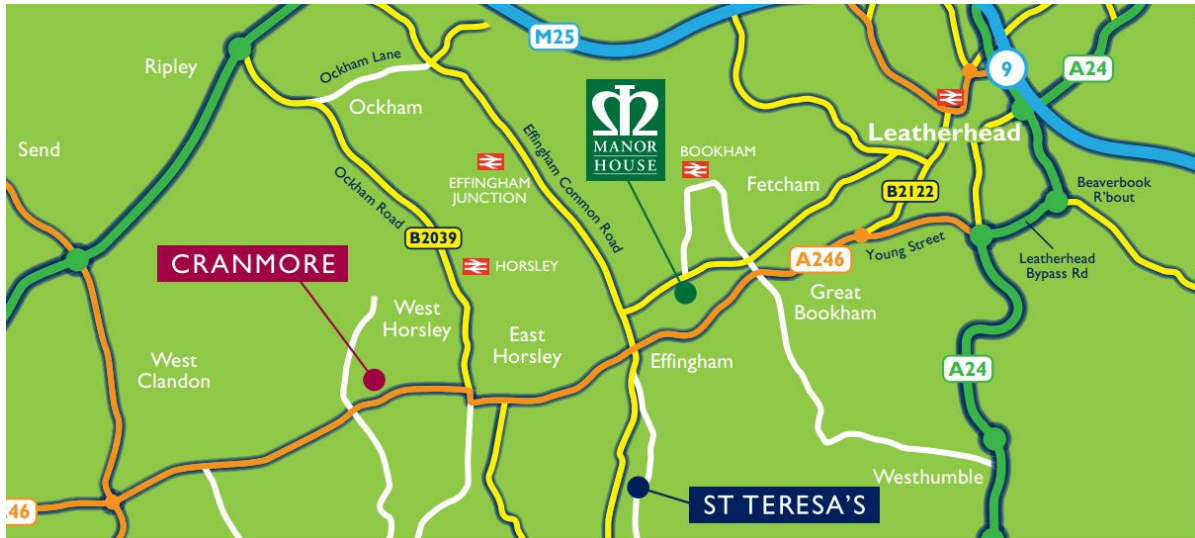 M25
9
A24
Ripley
Ockham Lane
Ockham
MANOR
HOUSE
Leatherhead
Send
EFFINGHAM
JUNCTION
Effingham Common Road
BOOKHAM
Fetcham
B2122
Beaverbook
R'bout
Ockham Road
B2039
CRANMORE
HORSLEY
A246
Young Street
Leatherhead
Bypass Rd
West
Horsley
East
Horsley
Great
Bookham
West
Clandon
Effingham
A24
Westhumble
ST TERESA'S
46